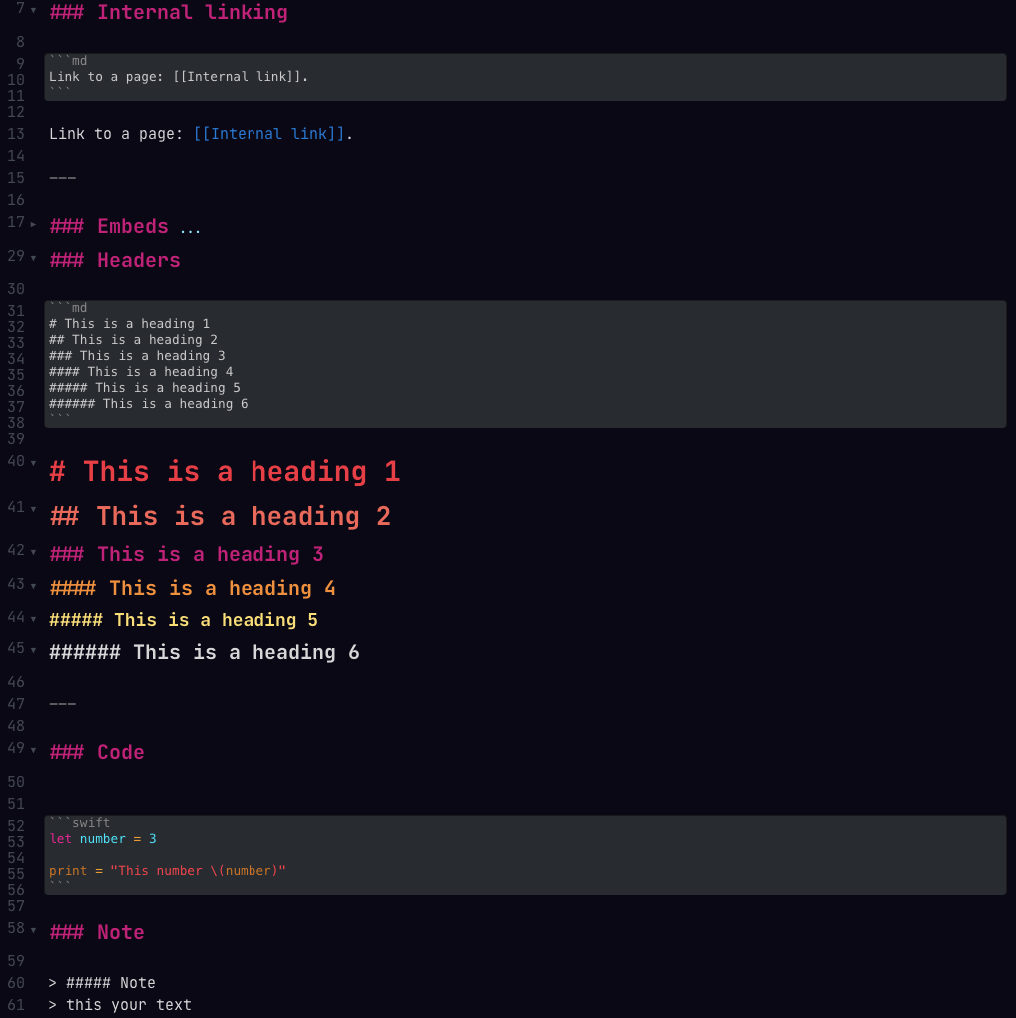 7 ▾ ### Internal linking
8
9 ```md
10 Link to a page: [[Internal link]].
11 ```
12
13 Link to a page: [[Internal link]].
14
15 ---
16
17 ▸ ### Embeds ...
29 ▾ ### Headers
30
31 ```md
32 # This is a heading 1
33 ## This is a heading 2
34 ### This is a heading 3
35 #### This is a heading 4
36 ##### This is a heading 5
37 ###### This is a heading 6
38 ```
39
40 ▾ # This is a heading 1
41 ▾ ## This is a heading 2
42 ▾ ### This is a heading 3
43 ▾ #### This is a heading 4
44 ▾ ##### This is a heading 5
45 ▾ ###### This is a heading 6
46
47 ---
48
49 ▾ ### Code
50
51
52 ```swift
53 let number = 3
54
55 print = "This number \(number)"
56 ```
57
58 ▾ ### Note
59
60 > ##### Note
61 > this your text